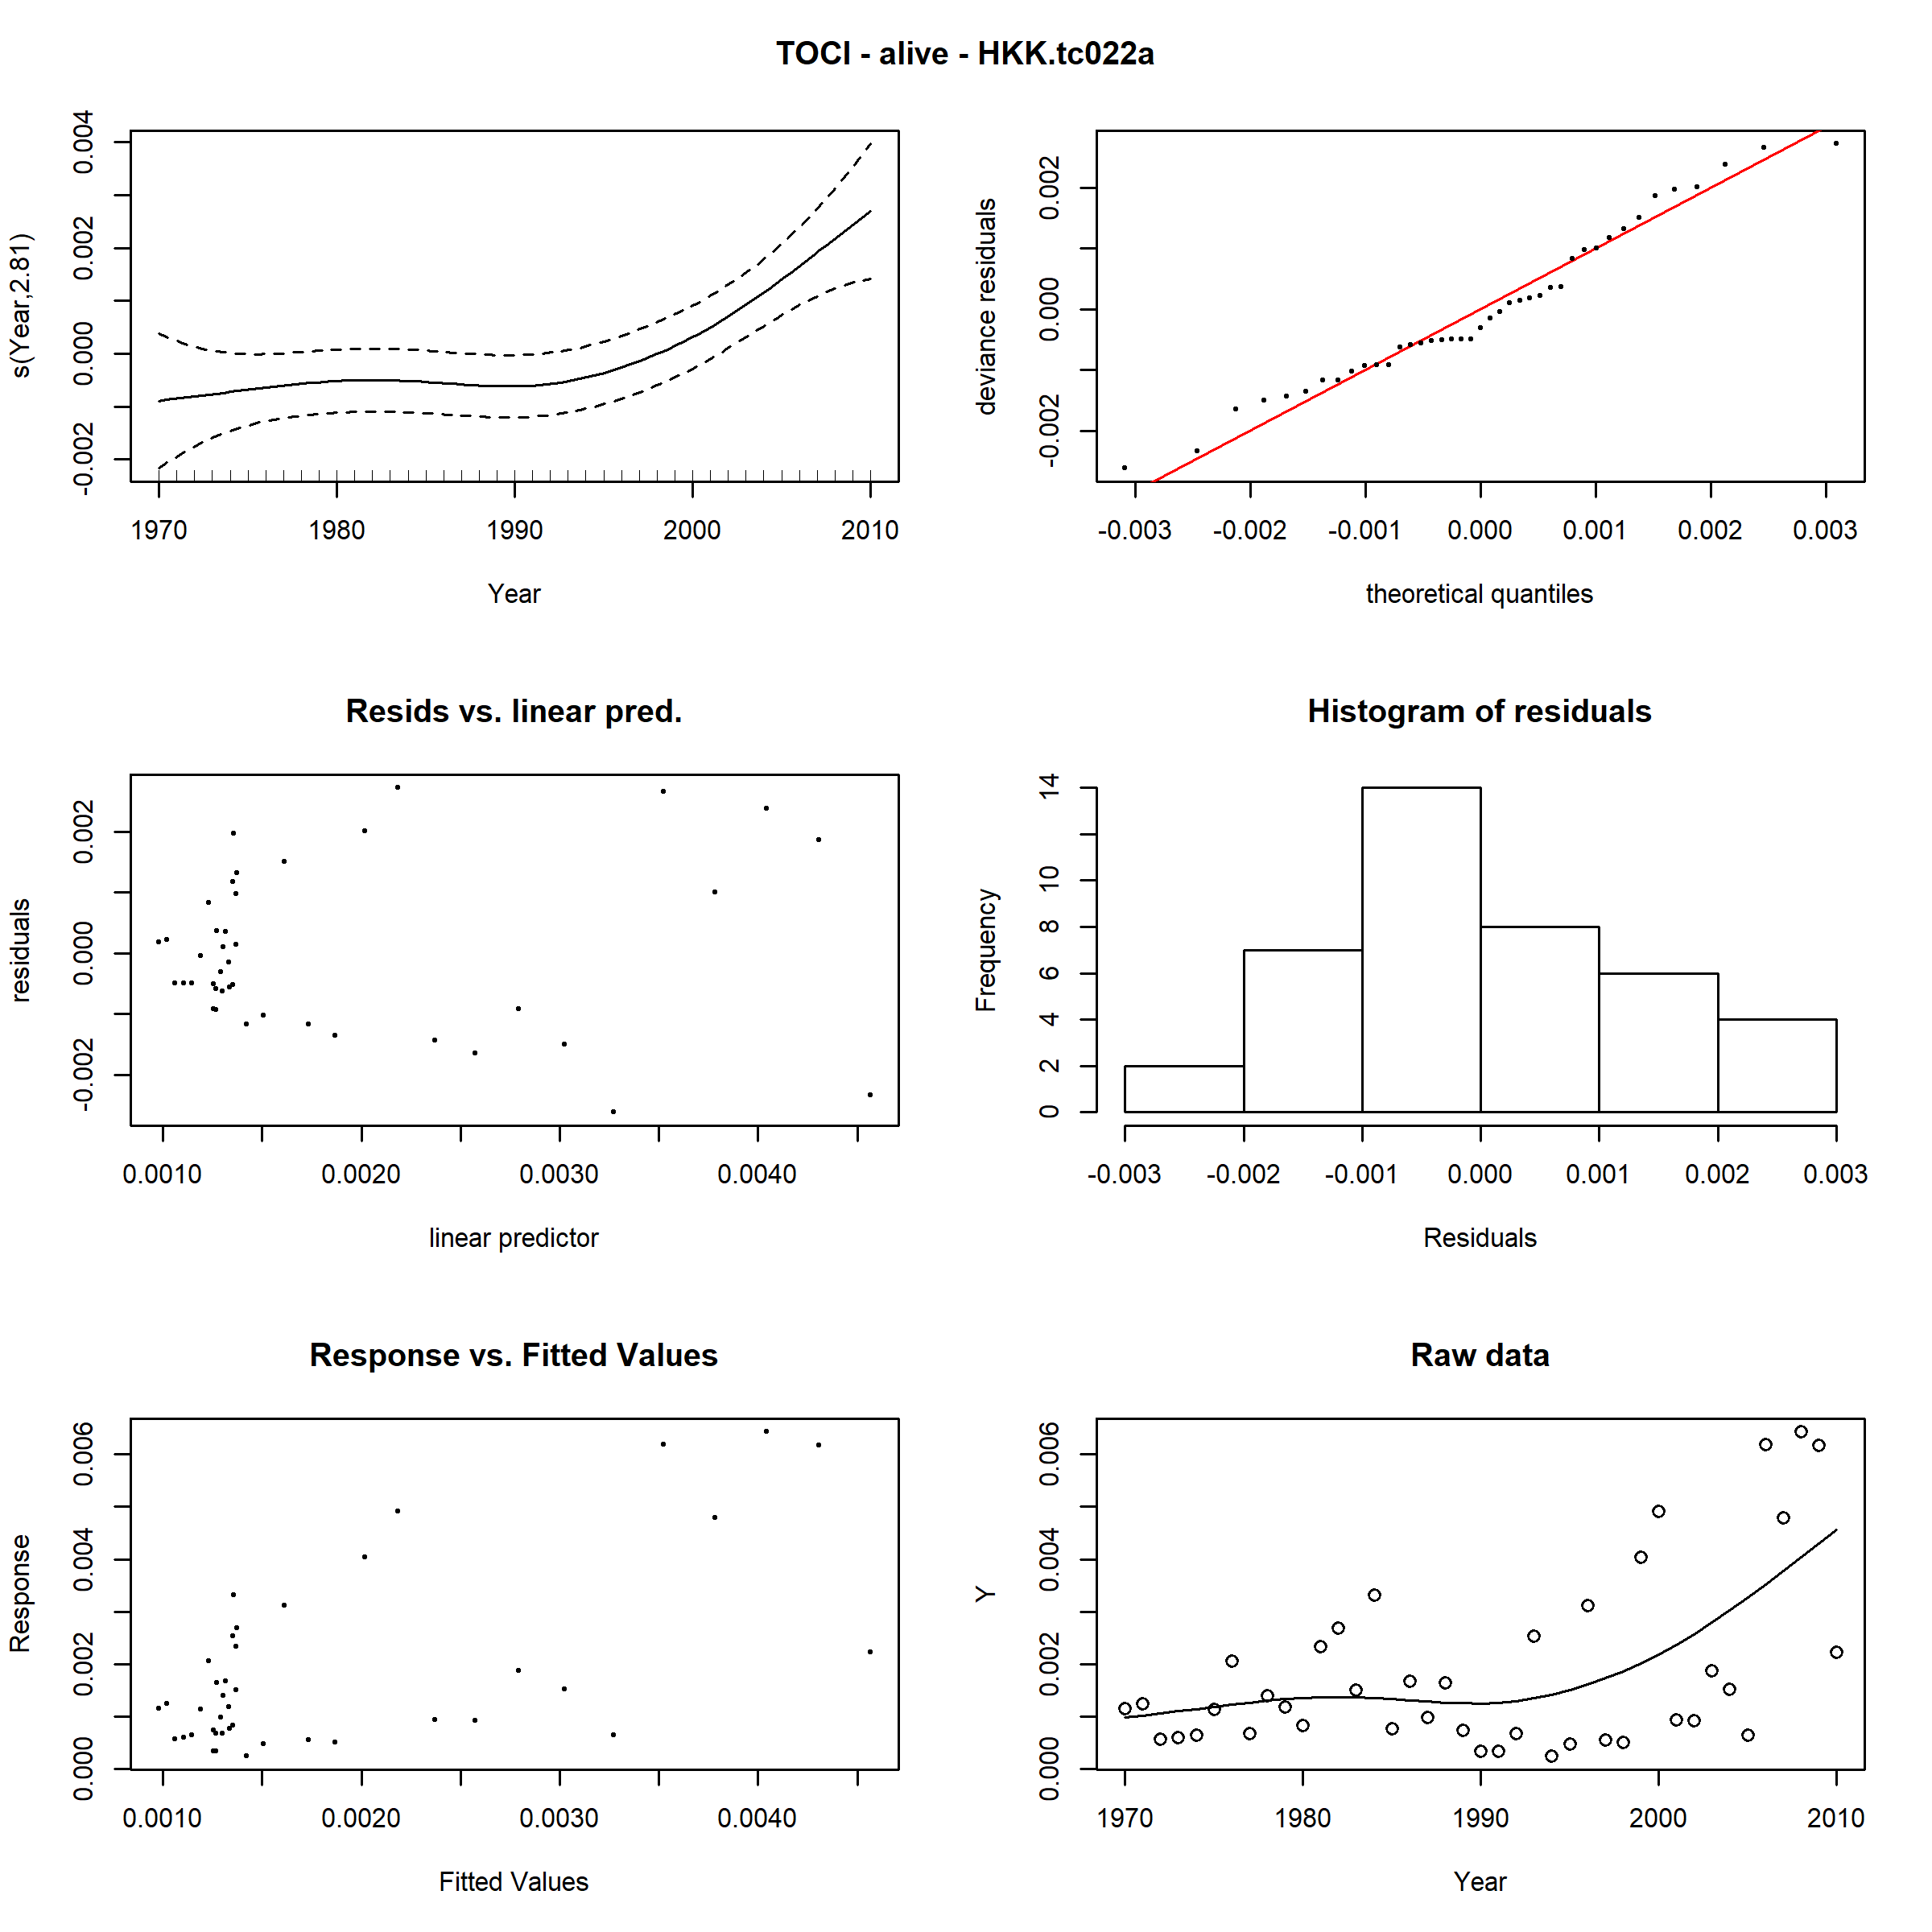 TOCI - alive - HKK.tc022a
s(Year,2.81)
-0.002 0.000 0.002 0.004
1970 1980 1990 2000 2010
Year
deviance residuals
-0.002 0.000 0.002
-0.003 -0.002 -0.001 0.000 0.001 0.002 0.003
theoretical quantiles
Resids vs. linear pred.
residuals
-0.002 0.000 0.002
0.0010 0.0020 0.0030 0.0040
linear predictor
Histogram of residuals
Frequency
0 2 4 6 8 10 14
-0.003 -0.002 -0.001 0.000 0.001 0.002 0.003
Residuals
Response vs. Fitted Values
Response
0.000 0.002 0.004 0.006
0.0010 0.0020 0.0030 0.0040
Fitted Values
Raw data
Y
0.000 0.002 0.004 0.006
1970 1980 1990 2000 2010
Year